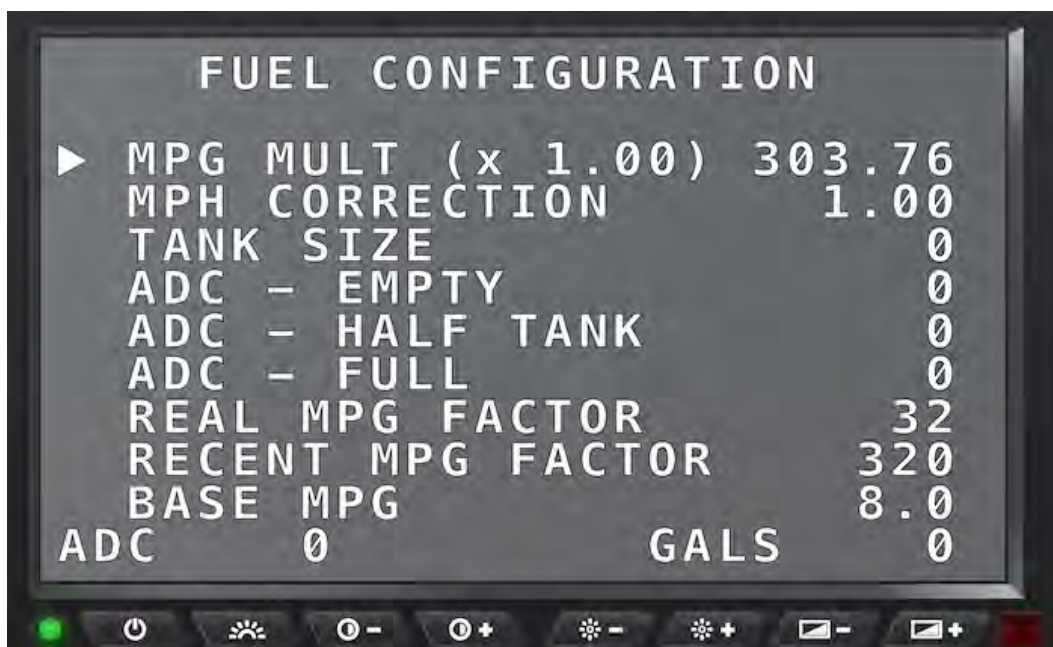 FUEL CONFIGURATION
MPG MULT (x 1.00) 303.76
MPH CORRECTION 1.00
TANK SIZE 0
ADC – EMPTY 0
ADC – HALF TANK 0
ADC – FULL 0
REAL MPG FACTOR 32
RECENT MPG FACTOR 320
BASE MPG 8.0
ADC 0 GALS 0